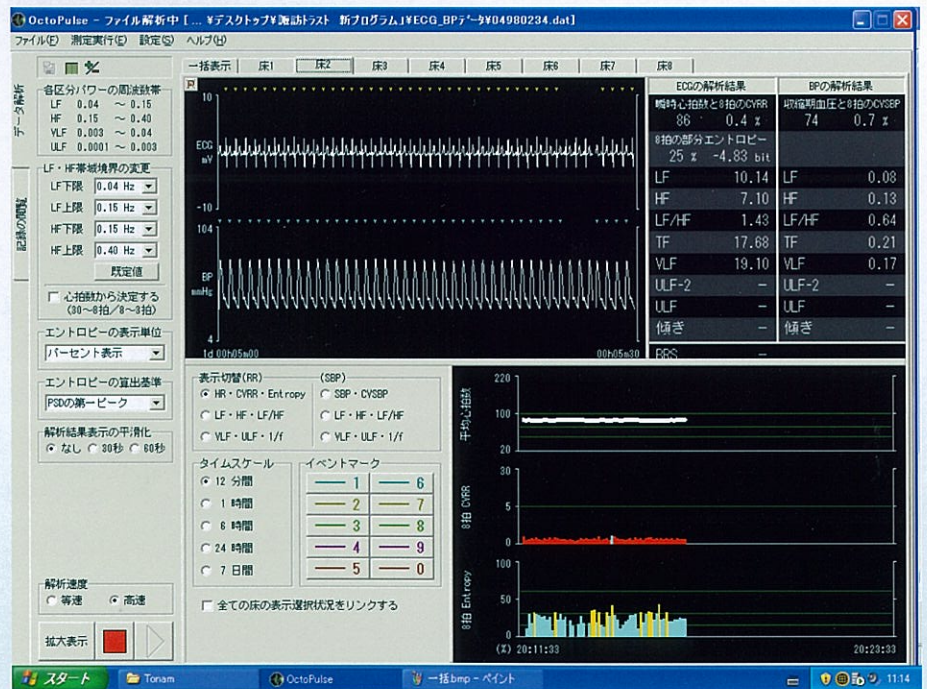 OctoPulse - ファイル解析中 [ ... ¥デスクトップ¥諏訪トラスト 新プログラム」¥ECG_BPデータ¥04980234.dat]
ファイル(F) 測定実行(E) 設定(S) ヘルプ(H)
データ解析
記録の閲覧
各区分パワーの周波数帯
LF 0.04 ～ 0.15
HF 0.15 ～ 0.40
VLF 0.003 ～ 0.04
ULF 0.0001 ～ 0.003
LF・HF帯域境界の変更
LF下限 0.04 Hz
LF上限 0.15 Hz
HF下限 0.15 Hz
HF上限 0.40 Hz
既定値
心拍数から決定する
(30～6拍/8～3拍)
エントロピーの表示単位
パーセント表示
エントロピーの算出基準
PSDの第一ピーク
解析結果表示の平滑化
なし 30秒 60秒
解析速度
等速 高速
拡大表示
一括表示 床1 床2 床3 床4 床5 床6 床7 床8
R
10
ECG
mV
-10
104
BP
mmHg
4
1d 00h05m00 00h05m30
ECGの解析結果 BPの解析結果
瞬時心拍数と8拍のCVRR 収縮期血圧と8拍のCVSBP
86 0.4 % 74 0.7 %
8拍の部分エントロピー
25 % -4.83 bit
LF 10.14 LF 0.08
HF 7.10 HF 0.13
LF/HF 1.43 LF/HF 0.64
TF 17.68 TF 0.21
VLF 19.10 VLF 0.17
ULF-2 － ULF-2 －
ULF － ULF －
傾き － 傾き －
BRS －
表示切替(RR) (SBP)
HR・CVRR・Entropy SBP・CVSBP
LF・HF・LF/HF LF・HF・LF/HF
VLF・ULF・1/f VLF・ULF・1/f
タイムスケール
12 分間
1 時間
6 時間
24 時間
7 日間
イベントマーク
1 6
2 7
3 8
4 9
5 0
全ての床の表示選択状況をリンクする
220
平均心拍数
100
20
30
8拍 CVRR
5
0
100
8拍 Entropy
50
0
(%) 20:11:33 20:23:33
スタート Tonam OctoPulse 一括bmp - ペイント 11:14